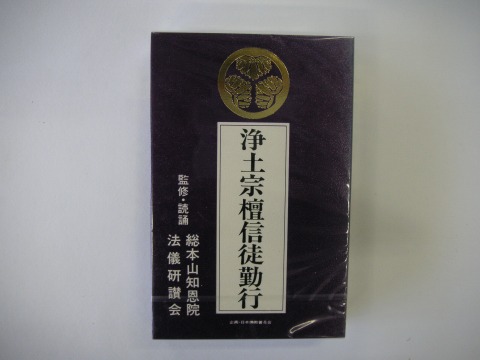 浄土宗檀信徒勤行
監修・読誦
総本山知恩院
法儀研讃会